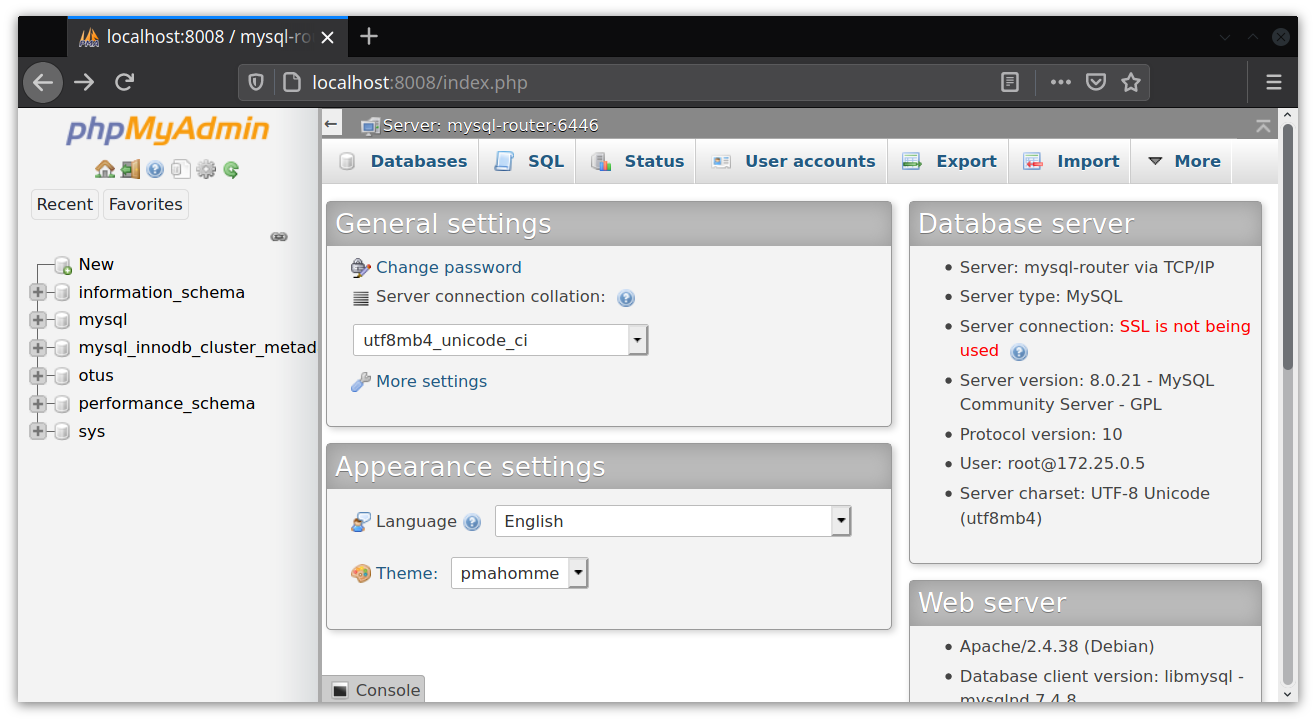 localhost:8008 / mysql-ro
localhost:8008/index.php
phpMyAdmin
Recent
Favorites
New
information_schema
mysql
mysql_innodb_cluster_metad
otus
performance_schema
sys
Server: mysql-router:6446
Databases
SQL
Status
User accounts
Export
Import
More
General settings
Change password
Server connection collation:
utf8mb4_unicode_ci
More settings
Appearance settings
Language
English
Theme:
pmahomme
Console
Database server
Server: mysql-router via TCP/IP
Server type: MySQL
Server connection: SSL is not being
used
Server version: 8.0.21 - MySQL
Community Server - GPL
Protocol version: 10
User: root@172.25.0.5
Server charset: UTF-8 Unicode
(utf8mb4)
Web server
Apache/2.4.38 (Debian)
Database client version: libmysql -
mysqlnd 7.4.8